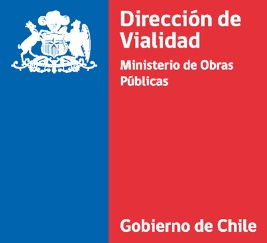 Dirección de
Vialidad
Ministerio de Obras
Públicas
Gobierno de Chile